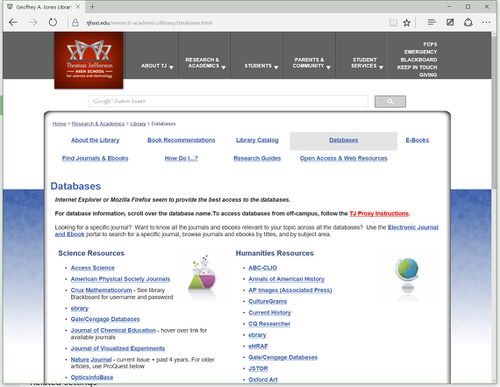 Geoffrey A. Jones Library
tjhsst.edu/research-academics/library/databases.html
Thomas Jefferson
HIGH SCHOOL
for science and technology
ABOUT TJ
RESEARCH & ACADEMICS
STUDENTS
PARENTS & COMMUNITY
STUDENT SERVICES
FCPS
EMERGENCY
BLACKBOARD
KEEP IN TOUCH
GIVING
Google Custom Search
Home > Research & Academics > Library > Databases
About the Library Book Recommendations Library Catalog Databases E-Books
Find Journals & Ebooks How Do I...? Research Guides Open Access & Web Resources
Databases
Internet Explorer or Mozilla Firefox seem to provide the best access to the databases.
For database information, scroll over the database name.To access databases from off-campus, follow the TJ Proxy Instructions.
Looking for a specific journal? Want to know all the journals and ebooks relevant to your topic across all the databases? Use the Electronic Journal
and Ebook portal to search for a specific journal, browse journals and ebooks by titles, and by subject area.
Science Resources
Access Science
American Physical Society Journals
Crux Mathematicorum - See library
Blackboard for username and password
ebrary
Gale/Cengage Databases
Journal of Chemical Education - hover over link for
available journals
Journal of Visualized Experiments
Nature Journal - current issue + past 4 years. For older
articles, use ProQuest below
OpticsInfoBase
Humanities Resources
ABC-CLIO
Annals of American History
AP Images (Associated Press)
CultureGrams
Current History
CQ Researcher
ebrary
eHRAF
Gale/Cengage Databases
JSTOR
Oxford Art